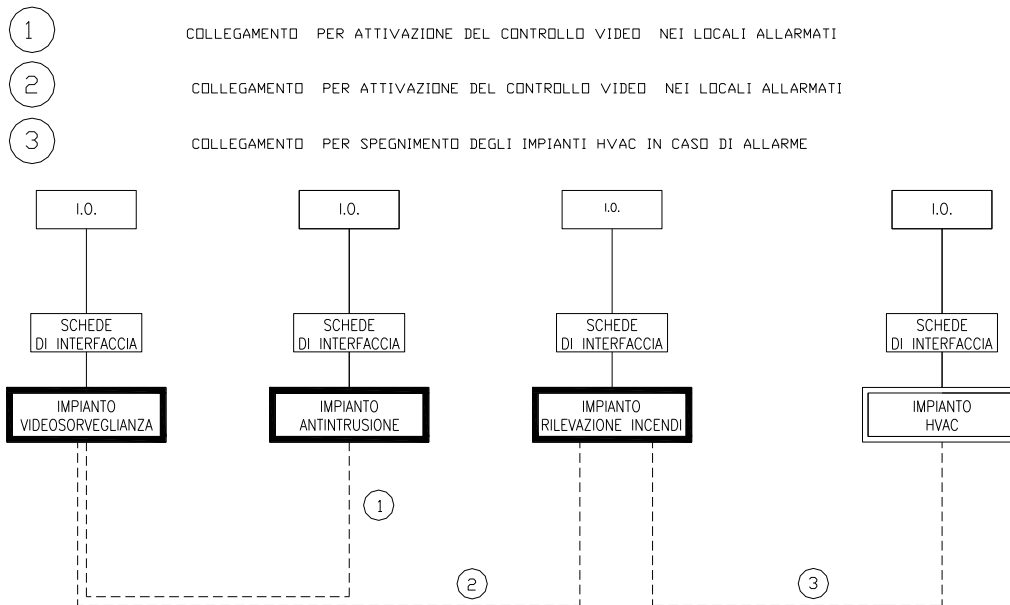 1 COLLEGAMENTO PER ATTIVAZIONE DEL CONTROLLO VIDEO NEI LOCALI ALLARMATI
2 COLLEGAMENTO PER ATTIVAZIONE DEL CONTROLLO VIDEO NEI LOCALI ALLARMATI
3 COLLEGAMENTO PER SPEGNIMENTO DEGLI IMPIANTI HVAC IN CASO DI ALLARME
I.O.
I.O.
I.O.
I.O.
SCHEDE
DI INTERFACCIA
SCHEDE
DI INTERFACCIA
SCHEDE
DI INTERFACCIA
SCHEDE
DI INTERFACCIA
IMPIANTO
VIDEOSORVEGLIANZA
IMPIANTO
ANTINTRUSIONE
IMPIANTO
RILEVAZIONE INCENDI
IMPIANTO
HVAC
1
2
3